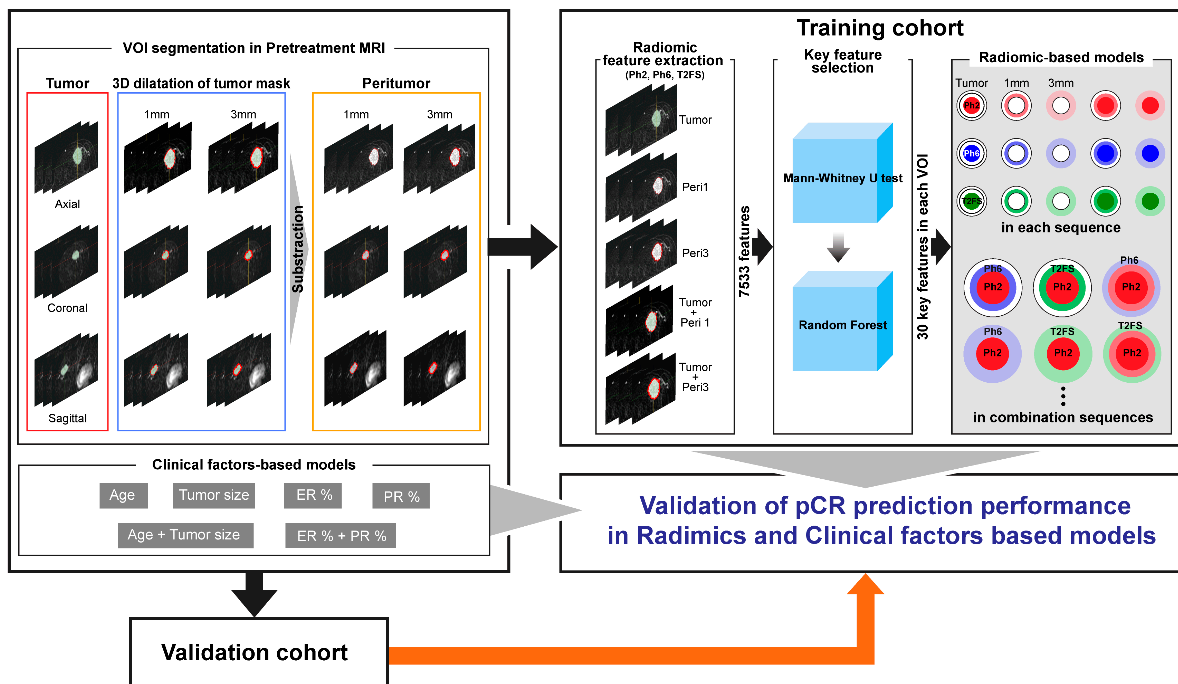 VOI segmentation in Pretreatment MRI
Tumor
3D dilatation of tumor mask
Peritumor
1mm
3mm
1mm
3mm
Axial
Coronal
Sagittal
Substraction
Clinical factors-based models
Age
Tumor size
ER %
PR %
Age + Tumor size
ER % + PR %
Validation cohort
Training cohort
Radiomic
feature extraction
(Ph2, Ph6, T2FS)
Tumor
Peri1
Peri3
Tumor
+
Peri 1
Tumor
+
Peri3
7533 features
Key feature
selection
Mann-Whitney U test
Random Forest
30 key features in each VOI
Radiomic-based models
Tumor
1mm
3mm
Ph2
Ph6
T2FS
in each sequence
Ph6
Ph2
T2FS
Ph2
Ph6
Ph2
Ph6
Ph2
T2FS
Ph2
T2FS
Ph2
in combination sequences
Validation of pCR prediction performance
in Radimics and Clinical factors based models